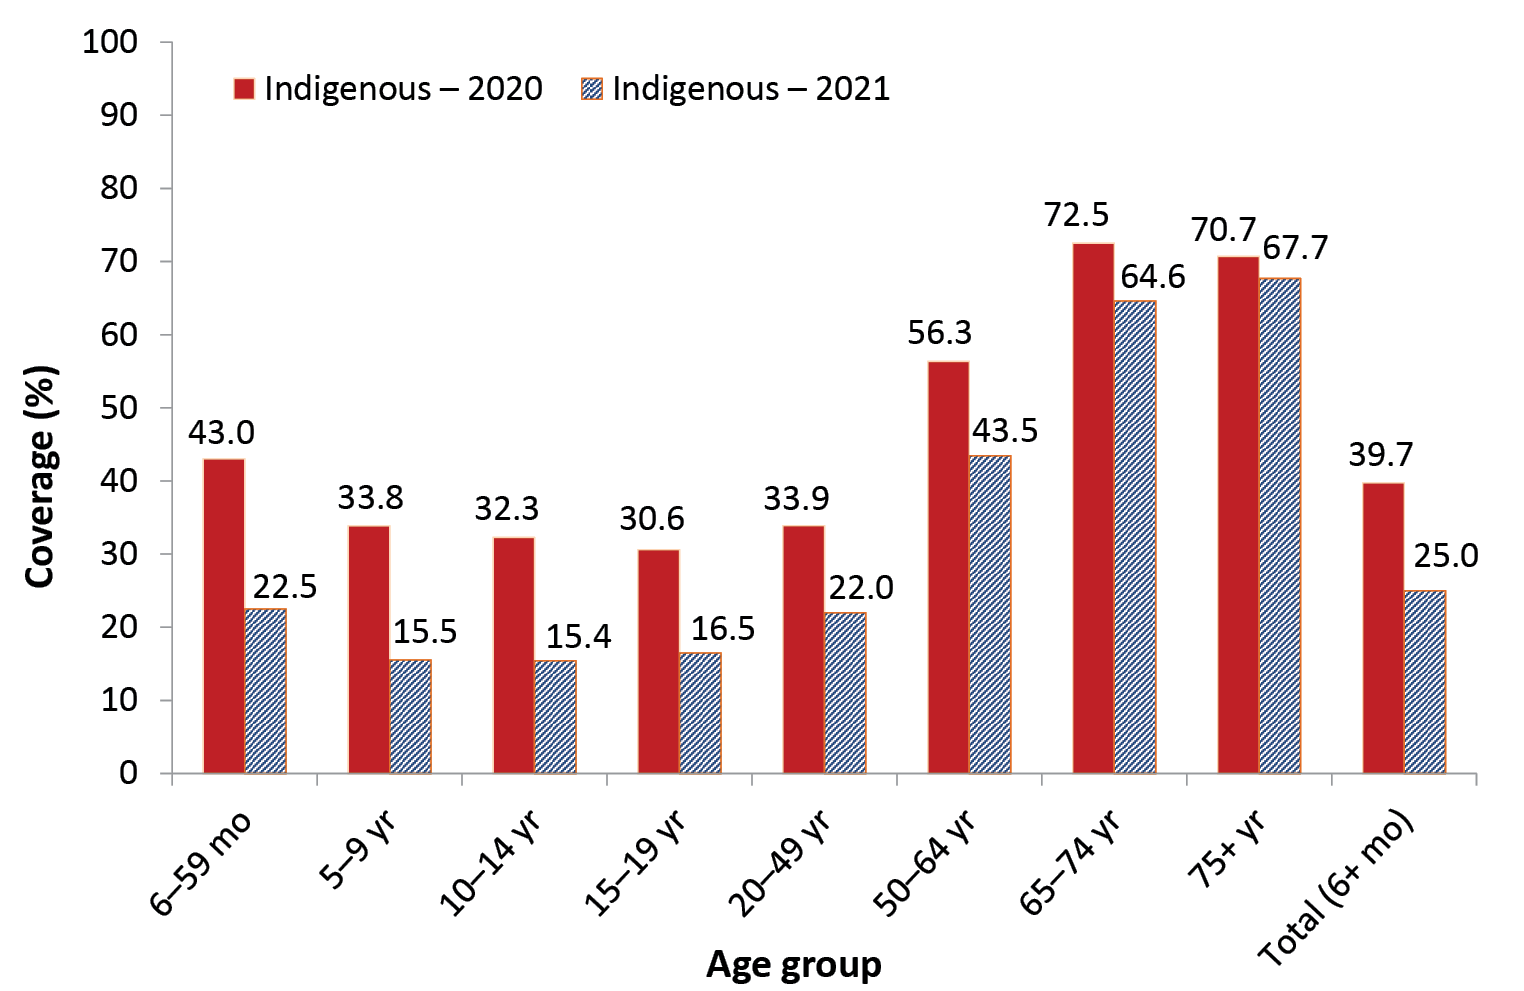 Indigenous – 2020
Indigenous – 2021
Coverage (%)
100
90
80
70
60
50
40
30
20
10
0
43.0
22.5
33.8
15.5
32.3
15.4
30.6
16.5
33.9
22.0
56.3
43.5
72.5
64.6
70.7
67.7
39.7
25.0
6–59 mo
5–9 yr
10–14 yr
15–19 yr
20–49 yr
50–64 yr
65–74 yr
75+ yr
Total (6+ mo)
Age group